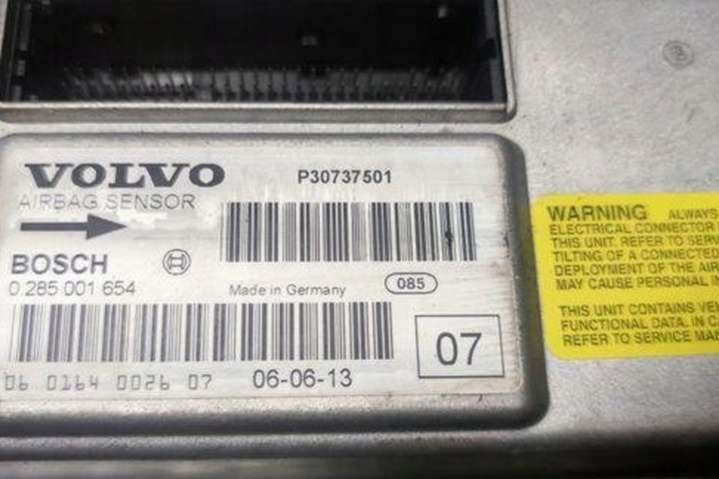 VOLVO
P30737501
AIRBAG SENSOR
BOSCH
0 285 001 654
Made in Germany
085
07
06 0164 0026 07
06-06-13
WARNING ALWAYS
ELECTRICAL CONNECTOR
THIS UNIT. REFER TO SERV
TILTING OF A CONNECTED
DEPLOYMENT OF THE AIR
MAY CAUSE PERSONAL IN
THIS UNIT CONTAINS VE
FUNCTIONAL DATA. IN CA
REFER TO SERVICE MA